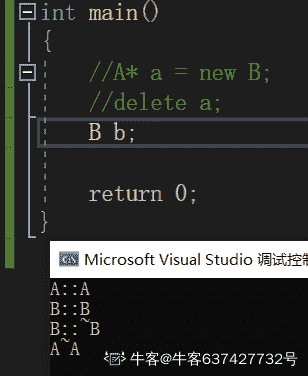 int main()
{
//A* a = new B;
//delete a;
B b;
return 0;
}
Microsoft Visual Studio 调试控
A::A
B::B
B::~B
A~A
牛客@牛客637427732号